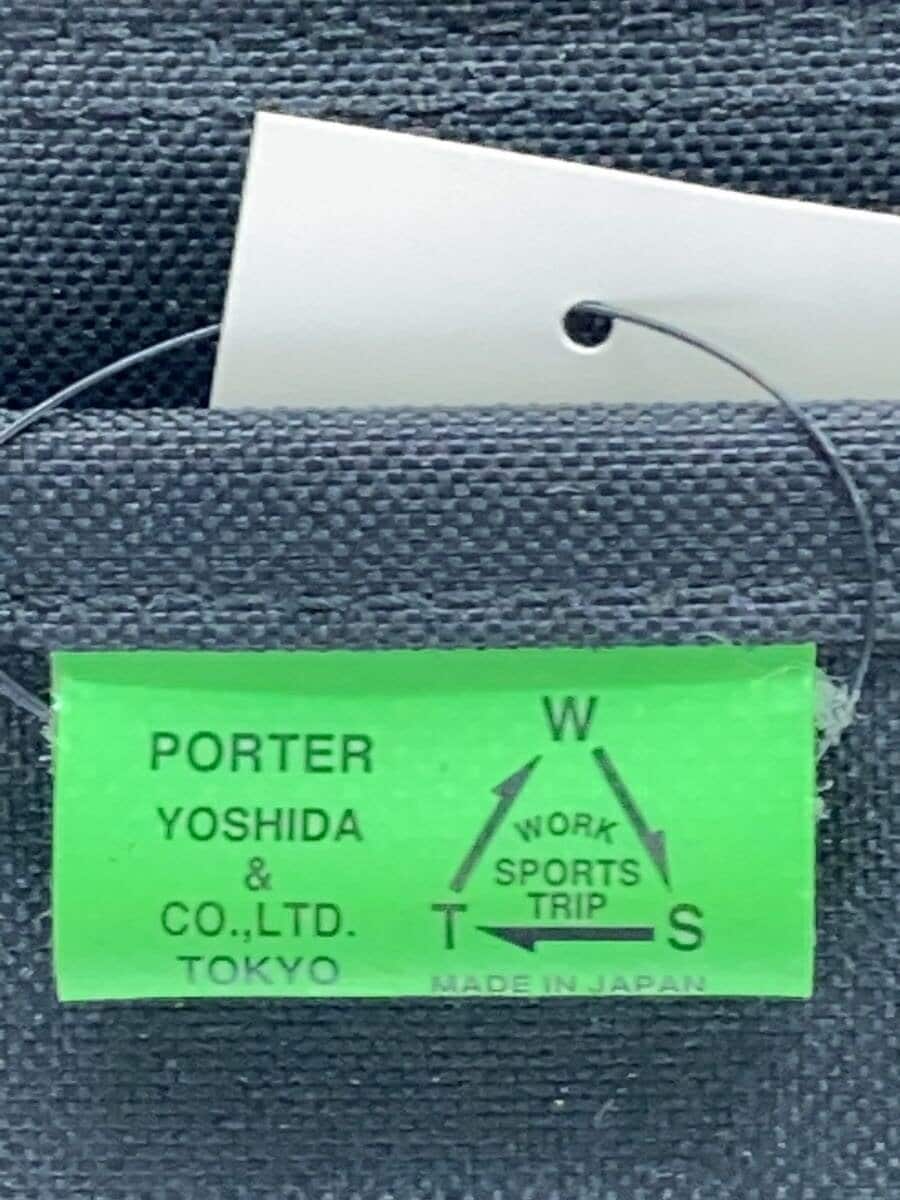 PORTER
YOSHIDA
&
CO.,LTD.
TOKYO
W
WORK
SPORTS
TRIP
T
S
MADE IN JAPAN